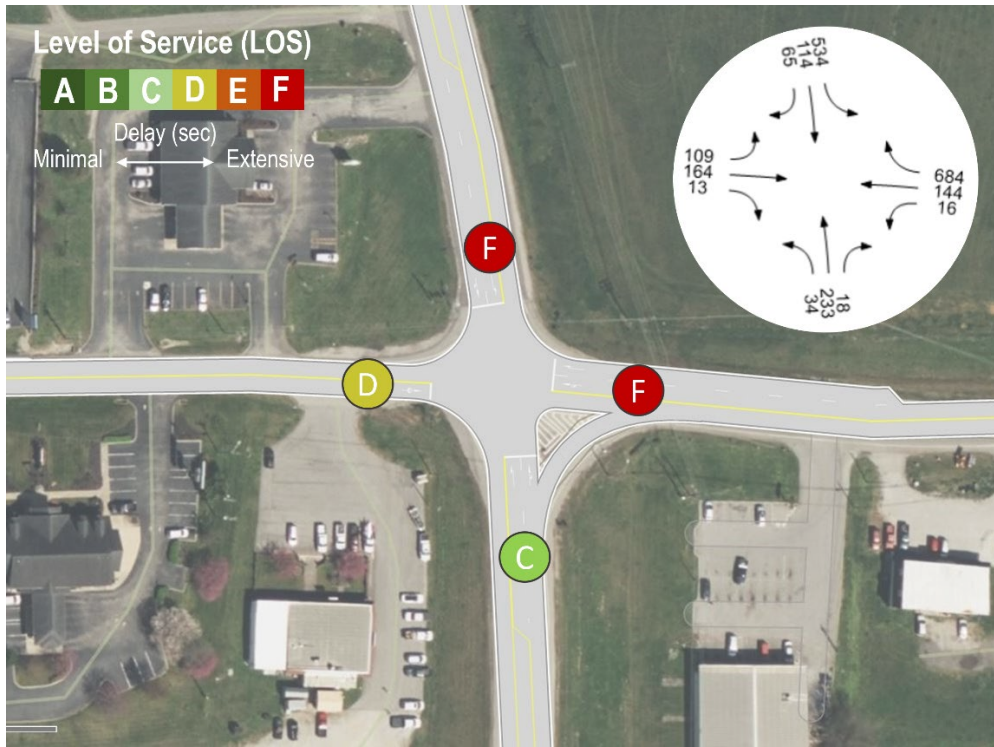 Level of Service (LOS)
A B C D E F
Delay (sec)
Minimal Extensive
534
114
65
109
164
13
684
144
16
34
233
18
F
D
F
C